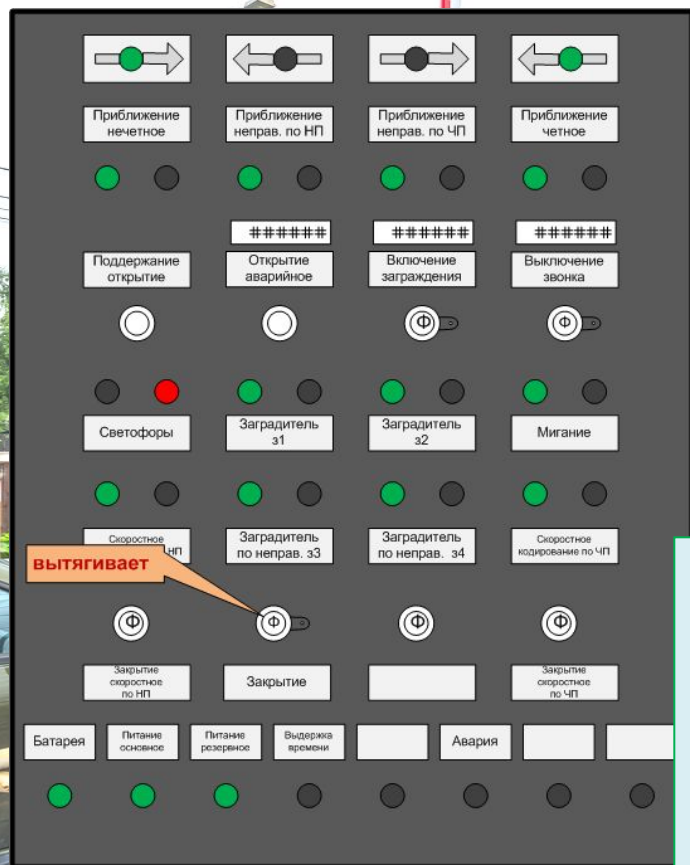 Приближение
нечетное
Приближение
неправ. по НП
Приближение
неправ. по ЧП
Приближение
четное
######
######
######
Поддержание
открытие
Открытие
аварийное
Включение
заграждения
Выключение
звонка
Ф
Ф
Светофоры
Заградитель
з1
Заградитель
з2
Мигание
Скоростное
НП
Заградитель
по неправ. з3
Заградитель
по неправ. з4
Скоростное
кодирование по ЧП
вытягивает
Ф
Ф
Ф
Ф
Закрытие
скоростное
по НП
Закрытие
Закрытие
скоростное
по ЧП
Батарея
Питание
основное
Питание
резервное
Выдержка
времени
Авария